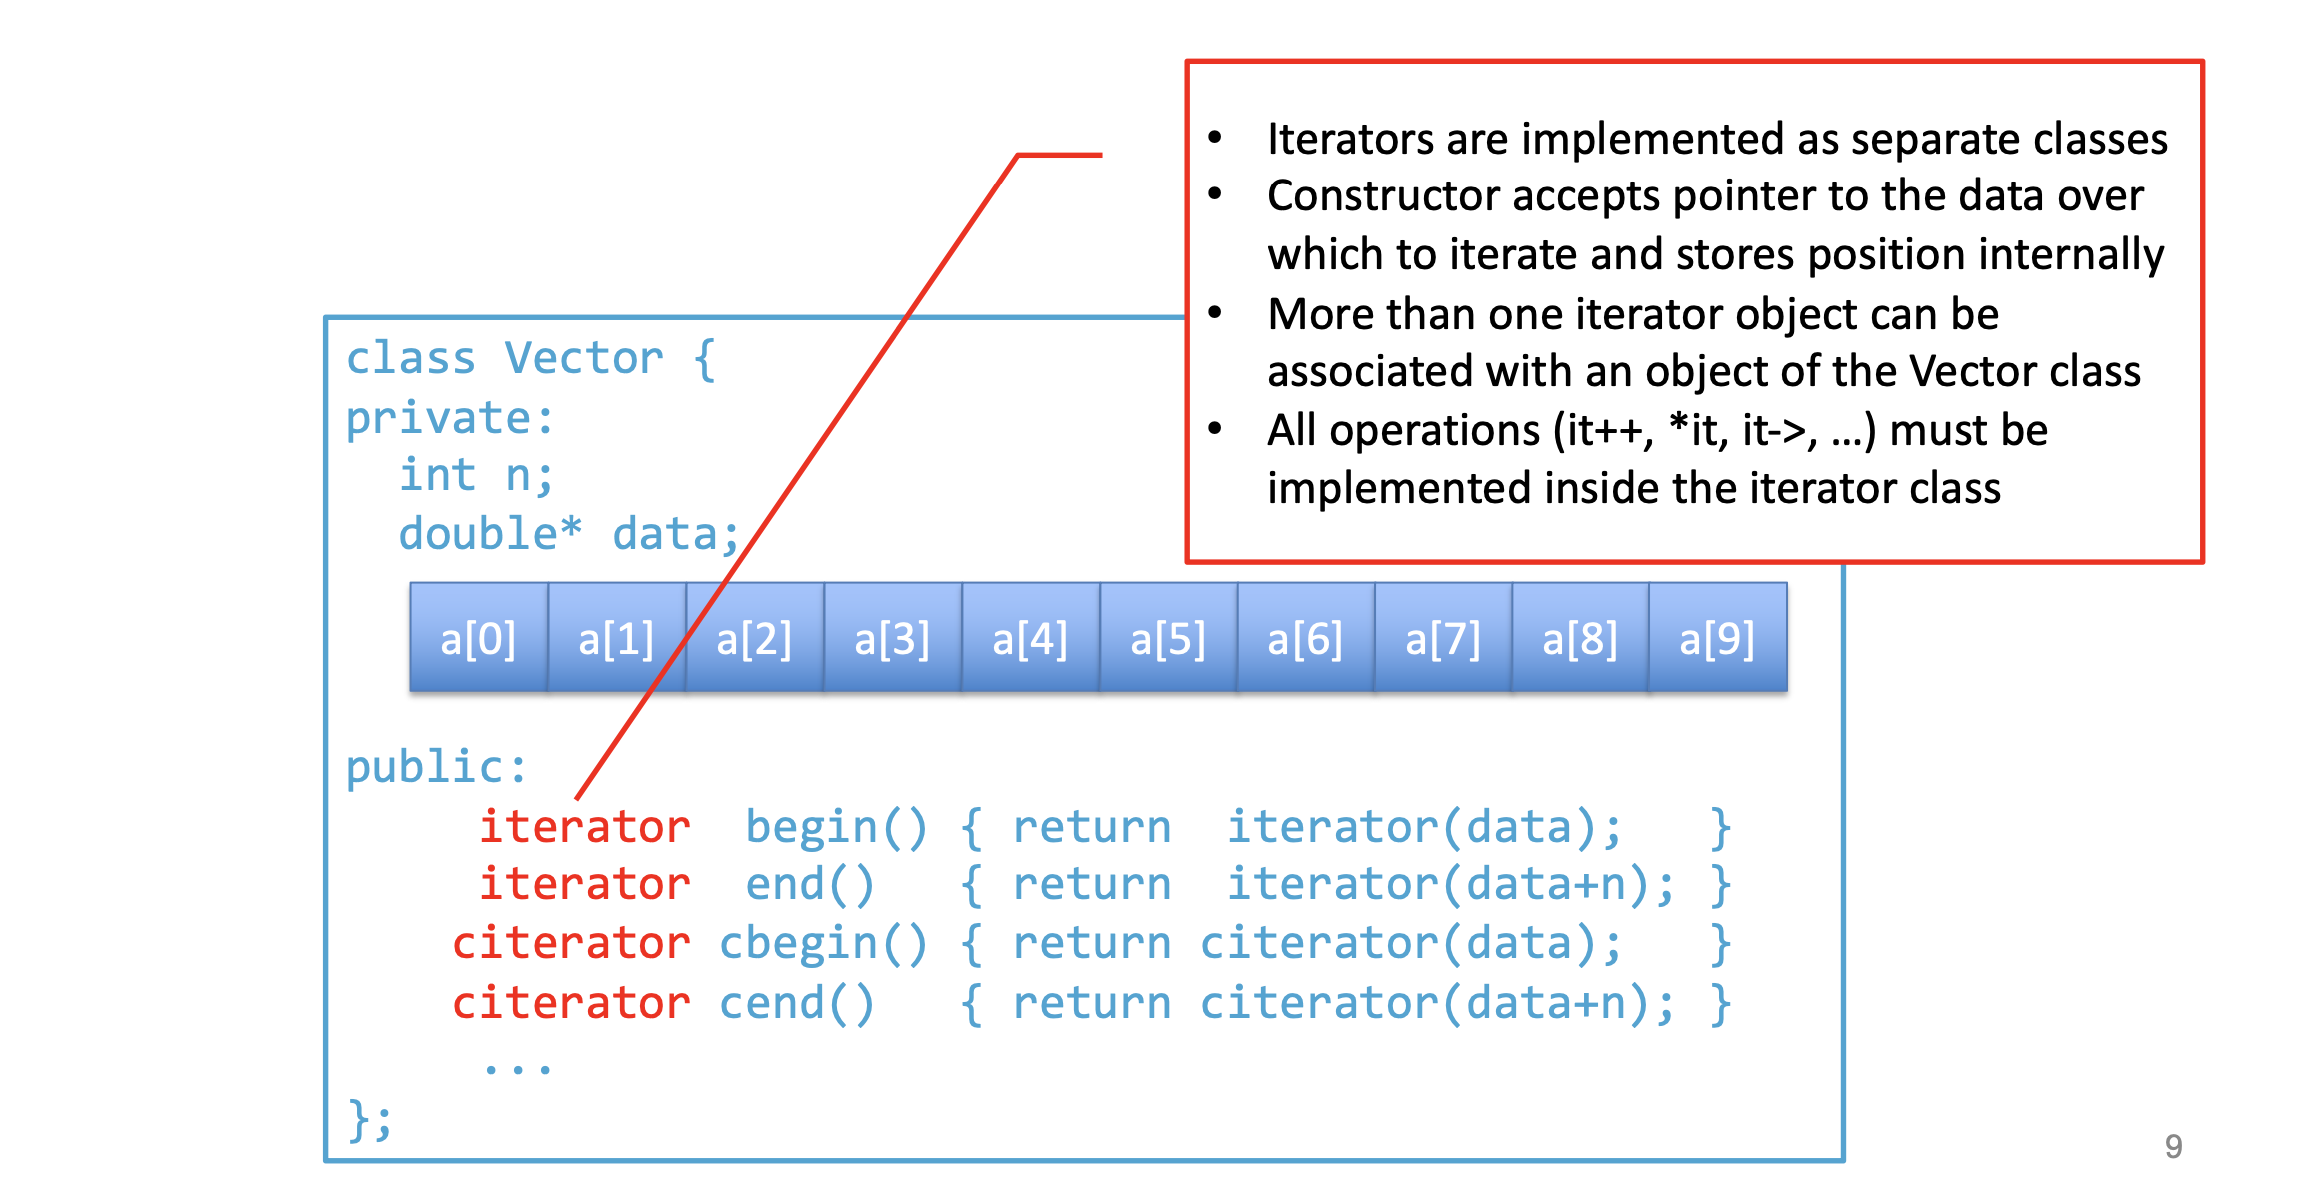 • Iterators are implemented as separate classes
• Constructor accepts pointer to the data over
which to iterate and stores position internally
• More than one iterator object can be
associated with an object of the Vector class
• All operations (it++, *it, it->, ...) must be
implemented inside the iterator class
class Vector {
private:
  int n;
  double* data;
a[0] a[1] a[2] a[3] a[4] a[5] a[6] a[7] a[8] a[9]
public:
     iterator  begin() { return  iterator(data);   }
     iterator  end()   { return  iterator(data+n); }
    citerator cbegin() { return citerator(data);   }
    citerator cend()   { return citerator(data+n); }
     ...
};
9